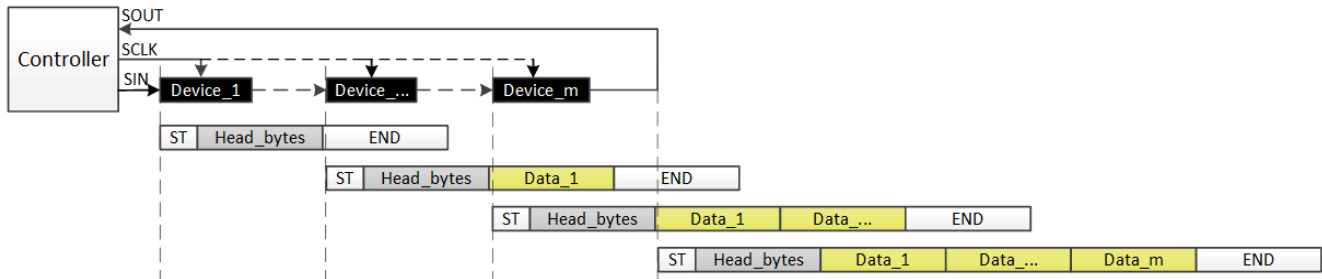 SOUT
Controller
SCLK
SIN
Device_1 Device_... Device_m
ST Head_bytes END
ST Head_bytes Data_1 END
ST Head_bytes Data_1 Data_... END
ST Head_bytes Data_1 Data_... Data_m END